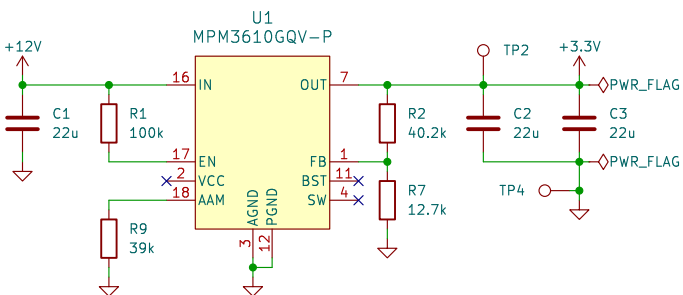 U1
MPM3610GQV-P
+12V
TP2
+3.3V
16 IN
OUT 7
PWR_FLAG
C1
22u
R1
100k
R2
40.2k
C2
22u
C3
22u
17 EN
FB 1
PWR_FLAG
2 VCC
BST 11
18 AAM
SW 4
TP4
R7
12.7k
AGND
PGND
R9
39k
3
12